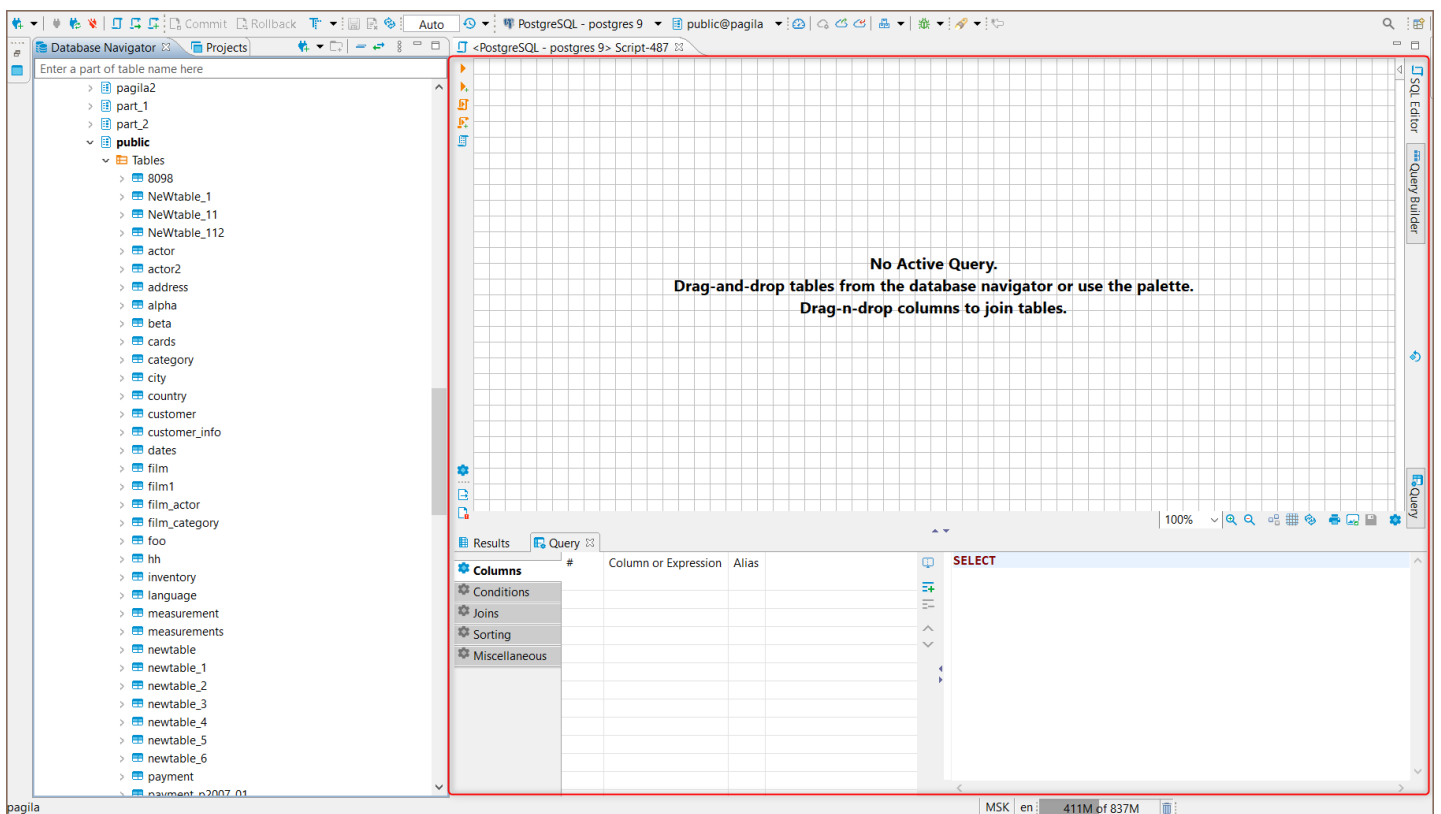 Commit Rollback Auto PostgreSQL - postgres 9 public@pagila
Database Navigator Projects
<PostgreSQL - postgres 9> Script-487
Enter a part of table name here
pagila2
part_1
part_2
public
Tables
8098
NeWtable_1
NeWtable_11
NeWtable_112
actor
actor2
address
alpha
beta
cards
category
city
country
customer
customer_info
dates
film
film1
film_actor
film_category
foo
hh
inventory
language
measurement
measurements
newtable
newtable_1
newtable_2
newtable_3
newtable_4
newtable_5
newtable_6
payment
payment_p2007_01
No Active Query.
Drag-and-drop tables from the database navigator or use the palette.
Drag-n-drop columns to join tables.
SQL Editor
Query Builder
Query
100%
Results Query
Columns
Conditions
Joins
Sorting
Miscellaneous
# Column or Expression Alias
SELECT
pagila
MSK en 411M of 837M